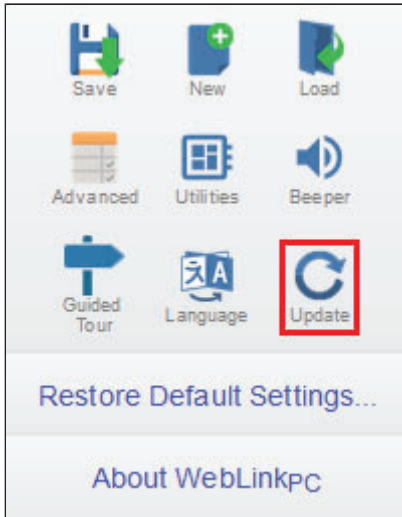 Save New Load
Advanced Utilities Beeper
Guided
Tour
Language Update
Restore Default Settings...
About WebLinkPC